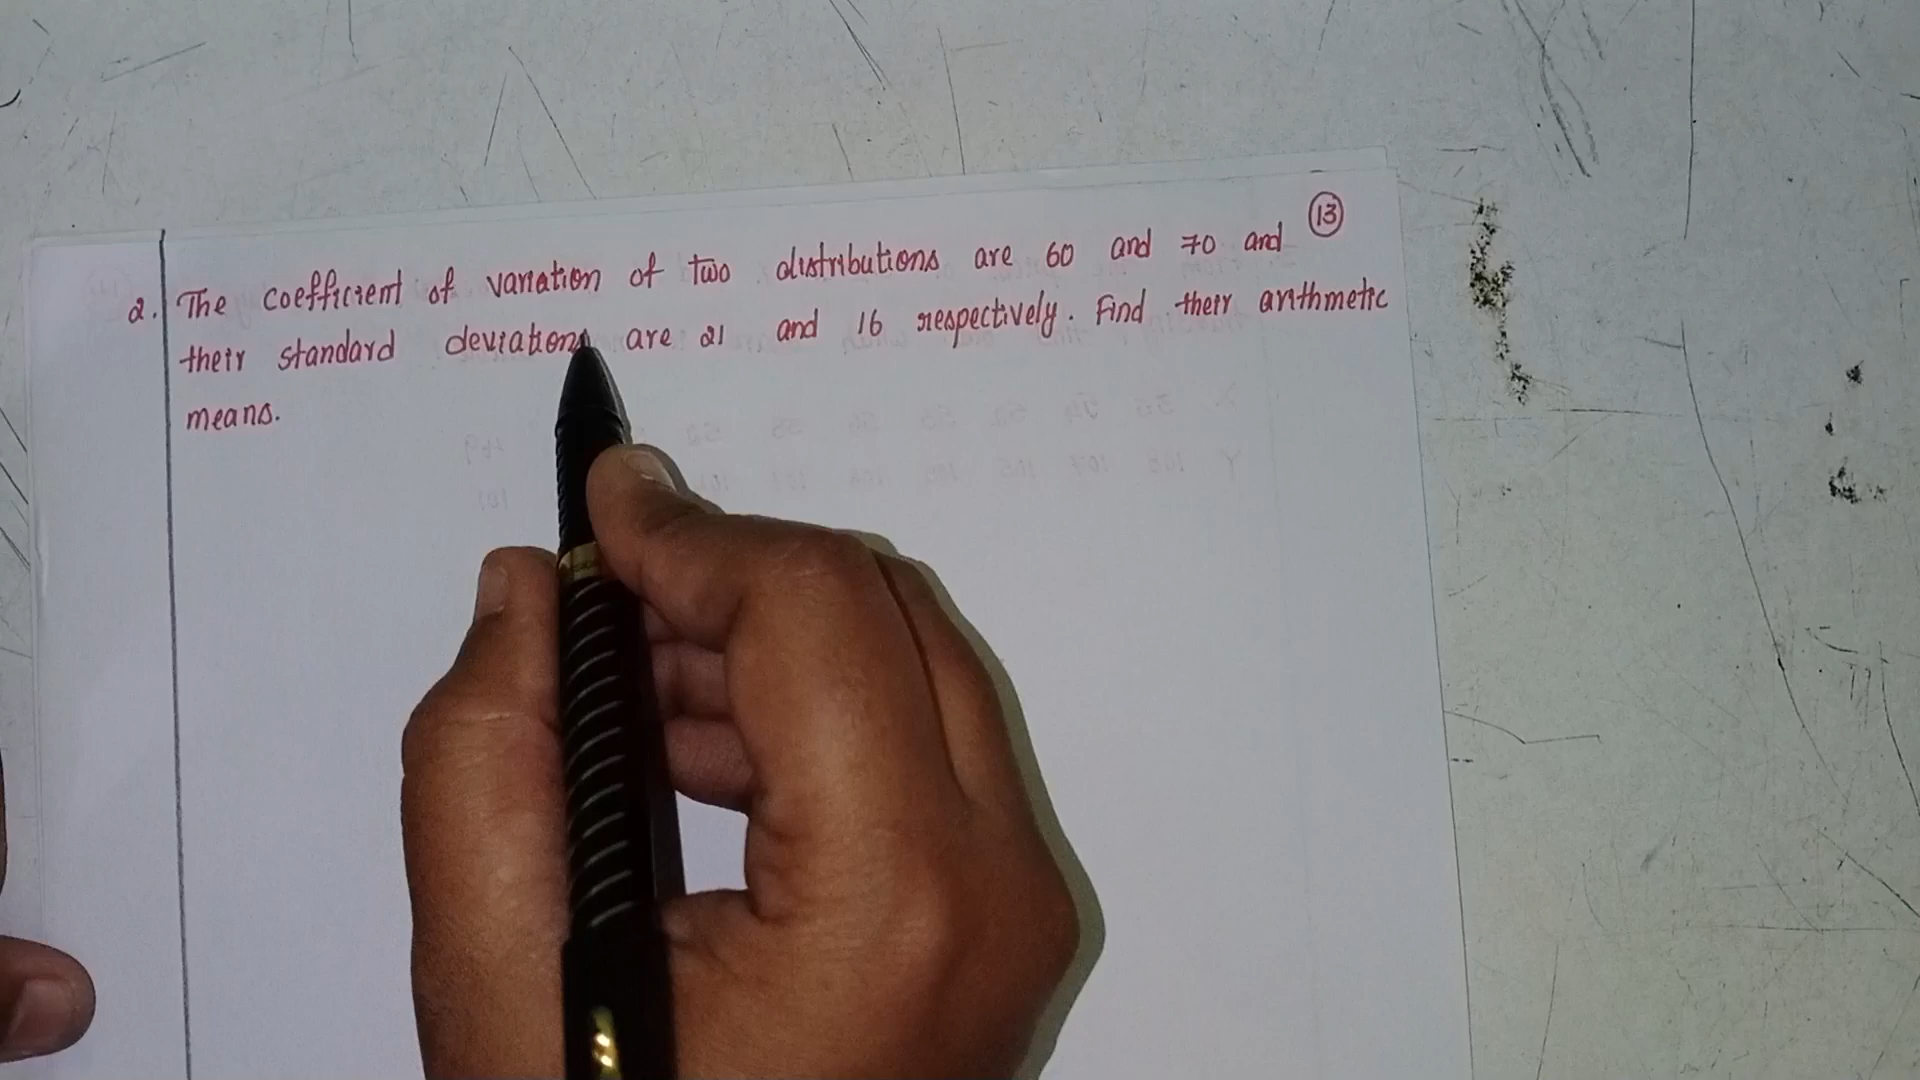 13
2. The coefficient of variation of two distributions are 60 and 70 and
their standard deviations are 21 and 16 respectively. Find their arithmetic
means.